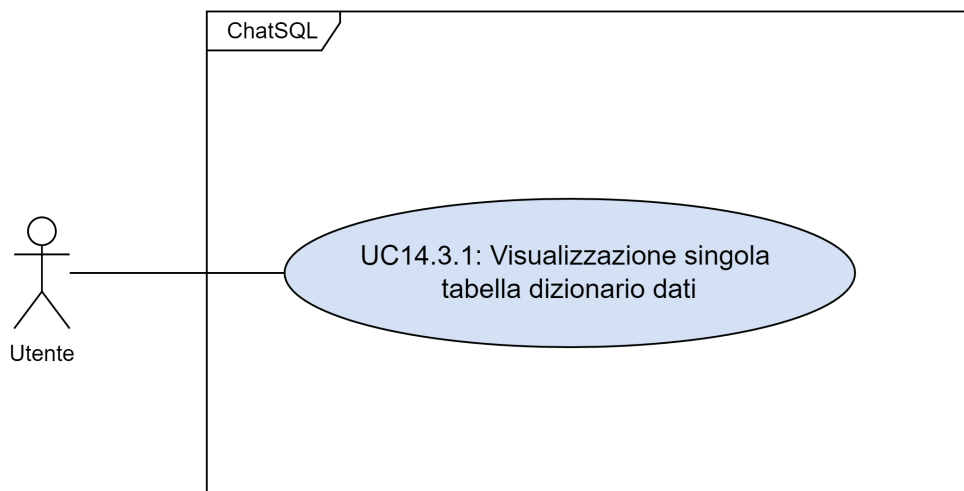 ChatSQL
UC14.3.1: Visualizzazione singola
tabella dizionario dati
Utente